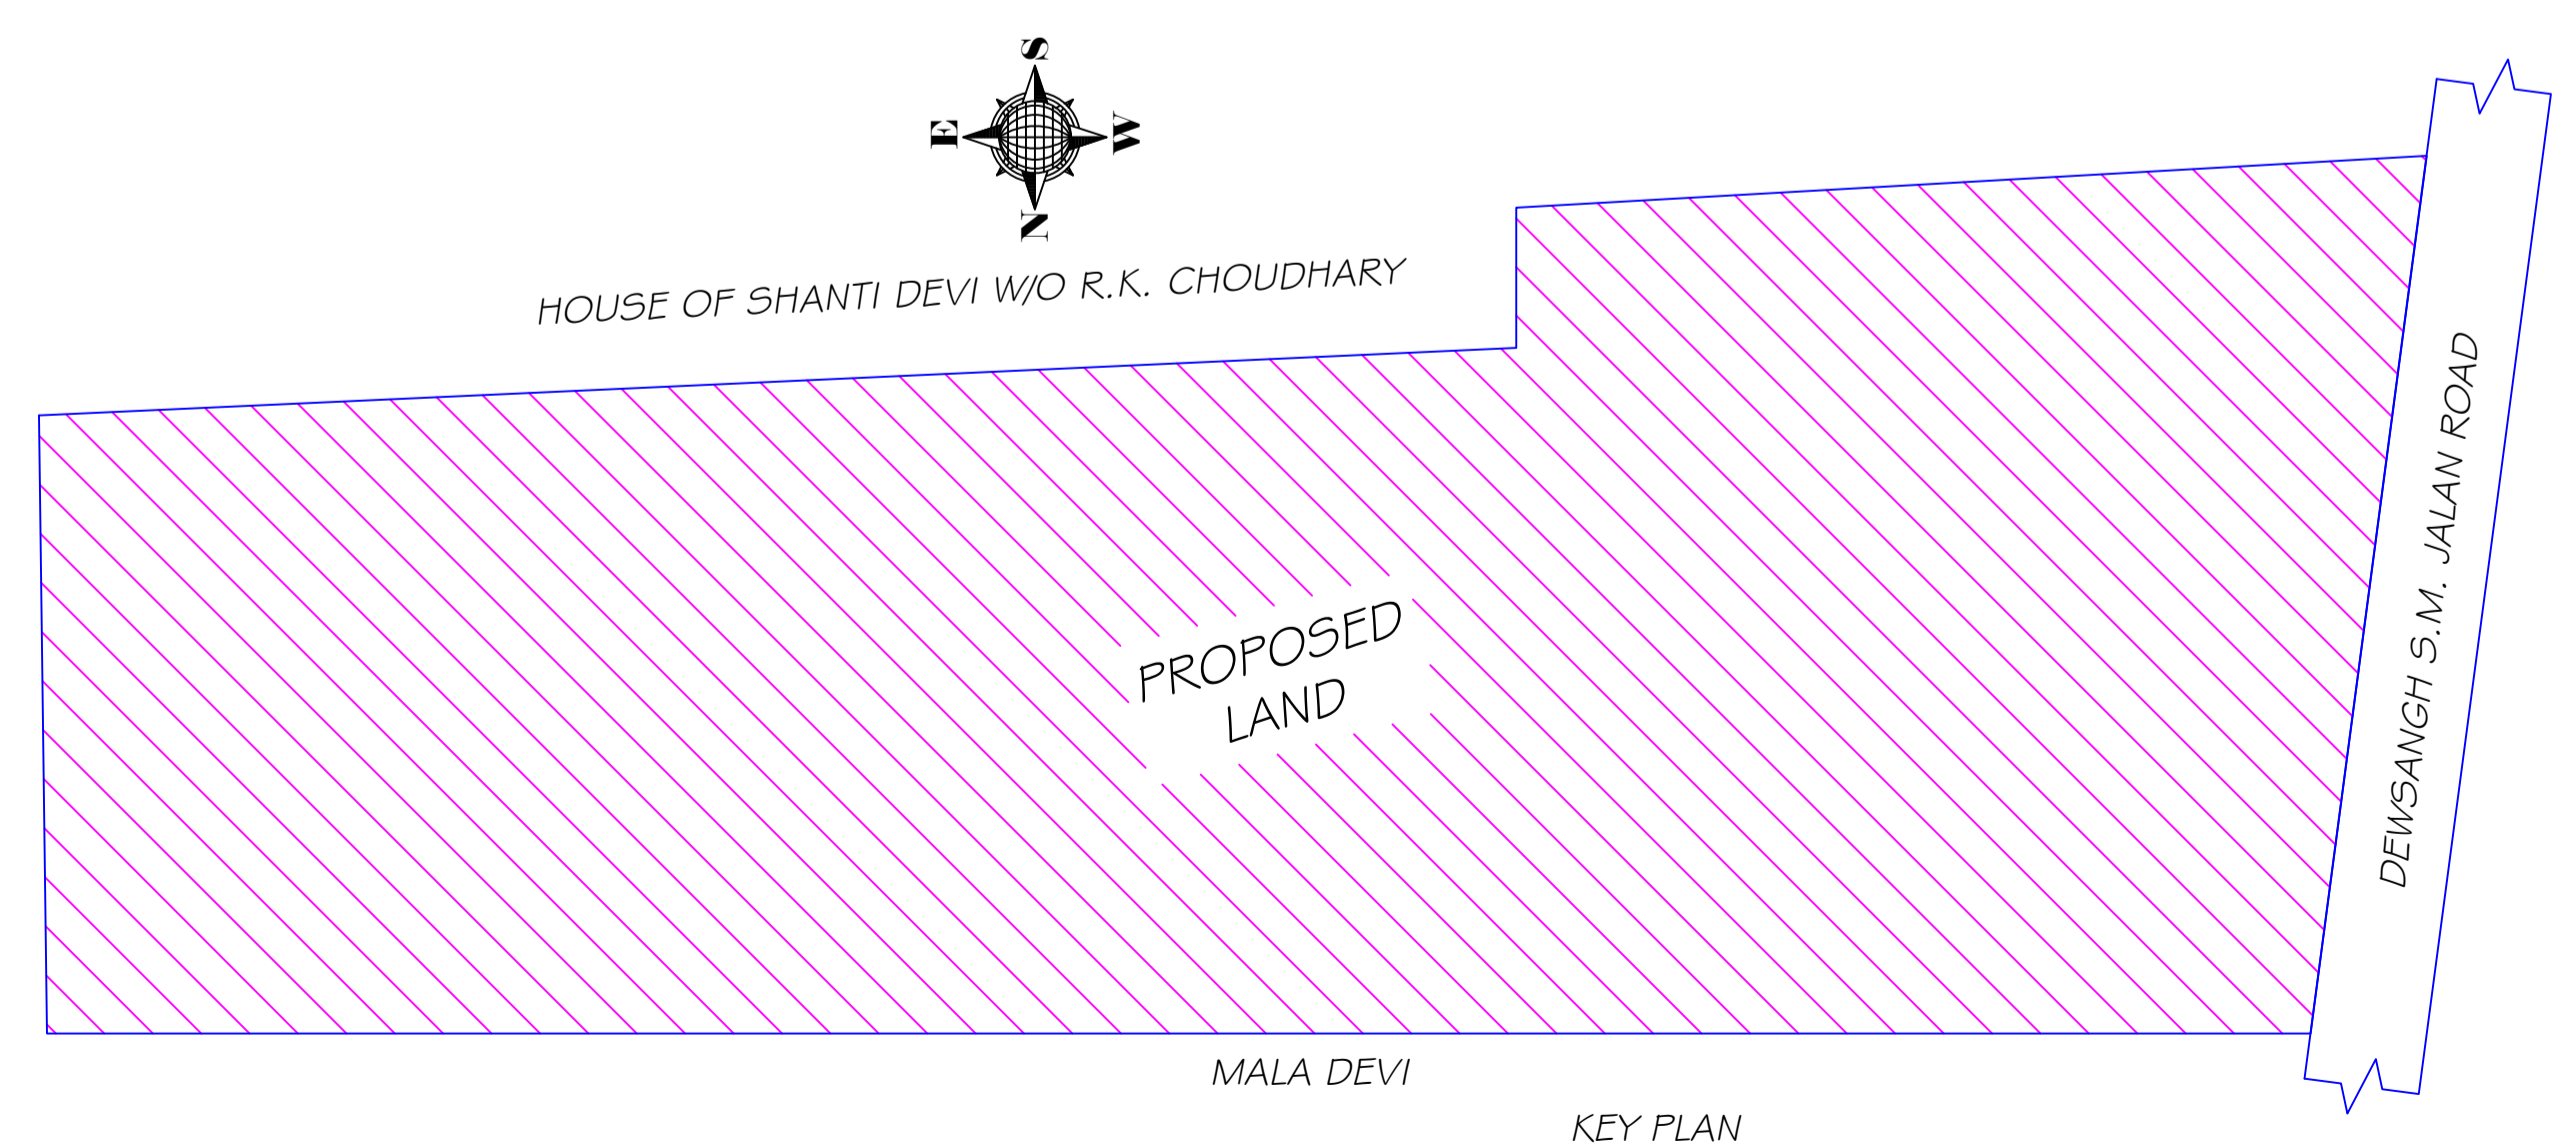 S
E
W
N
HOUSE OF SHANTI DEVI W/O R.K. CHOUDHARY
DEWSANGH S.M. JALAN ROAD
PROPOSED
LAND
MALA DEVI
KEY PLAN